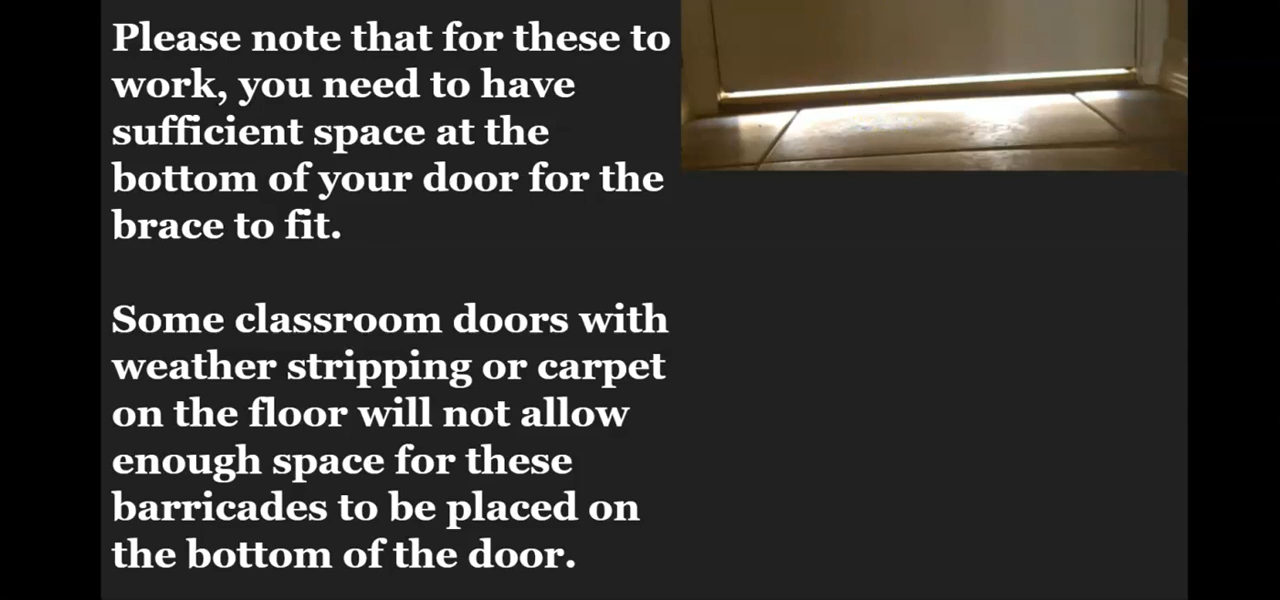 Please note that for these to
work, you need to have
sufficient space at the
bottom of your door for the
brace to fit.
Some classroom doors with
weather stripping or carpet
on the floor will not allow
enough space for these
barricades to be placed on
the bottom of the door.